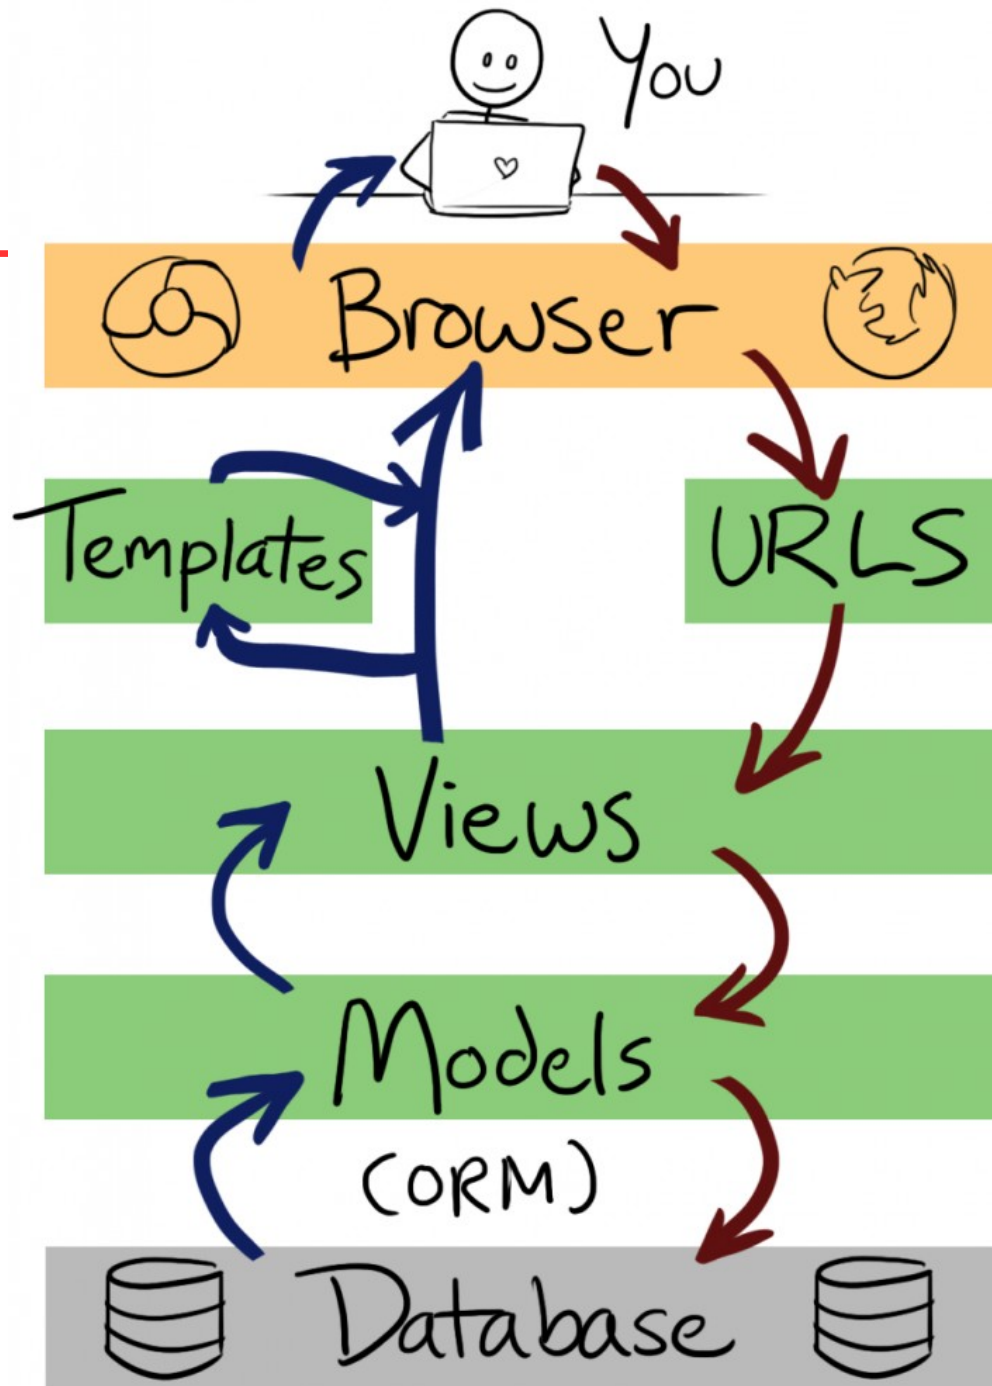 You
Browser
Templates
URLS
Views
Models
(ORM)
Database